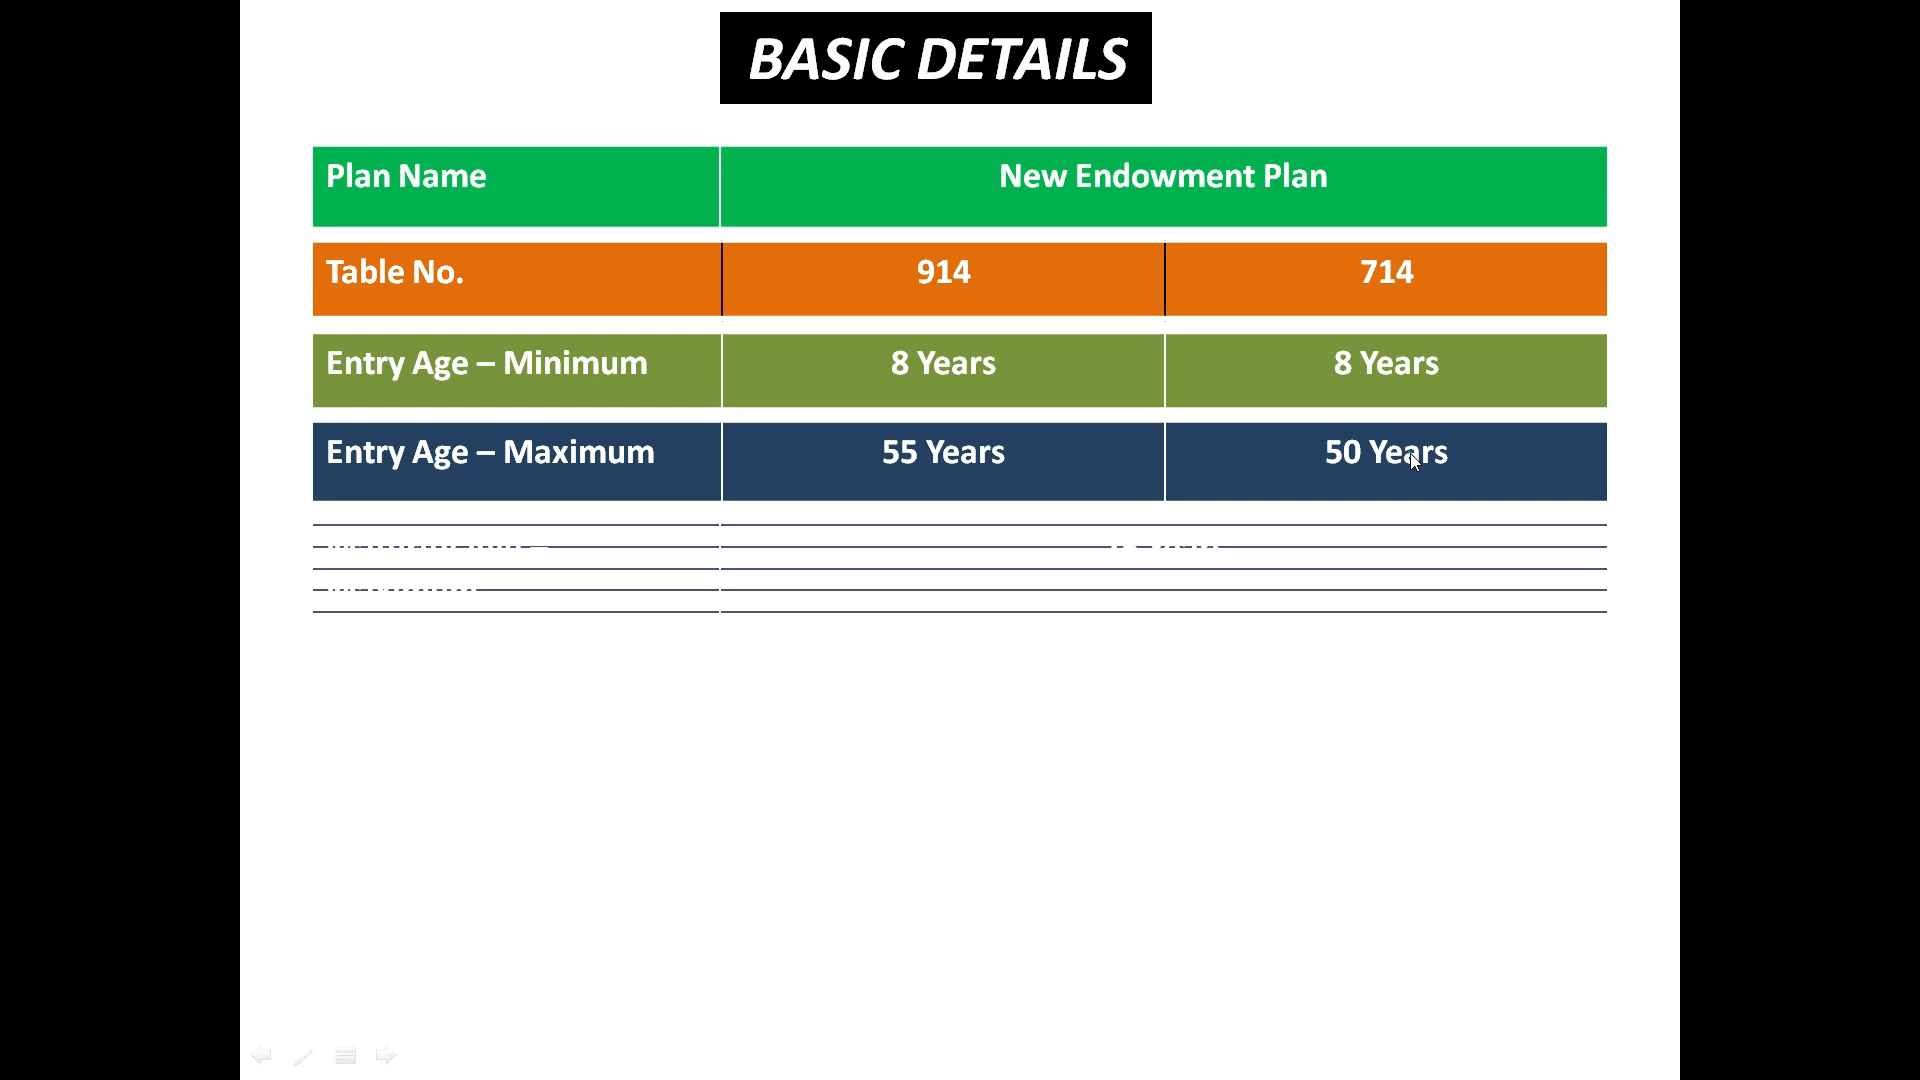 BASIC DETAILS
Plan Name New Endowment Plan
Table No. 914 714
Entry Age – Minimum 8 Years 8 Years
Entry Age – Maximum 55 Years 50 Years